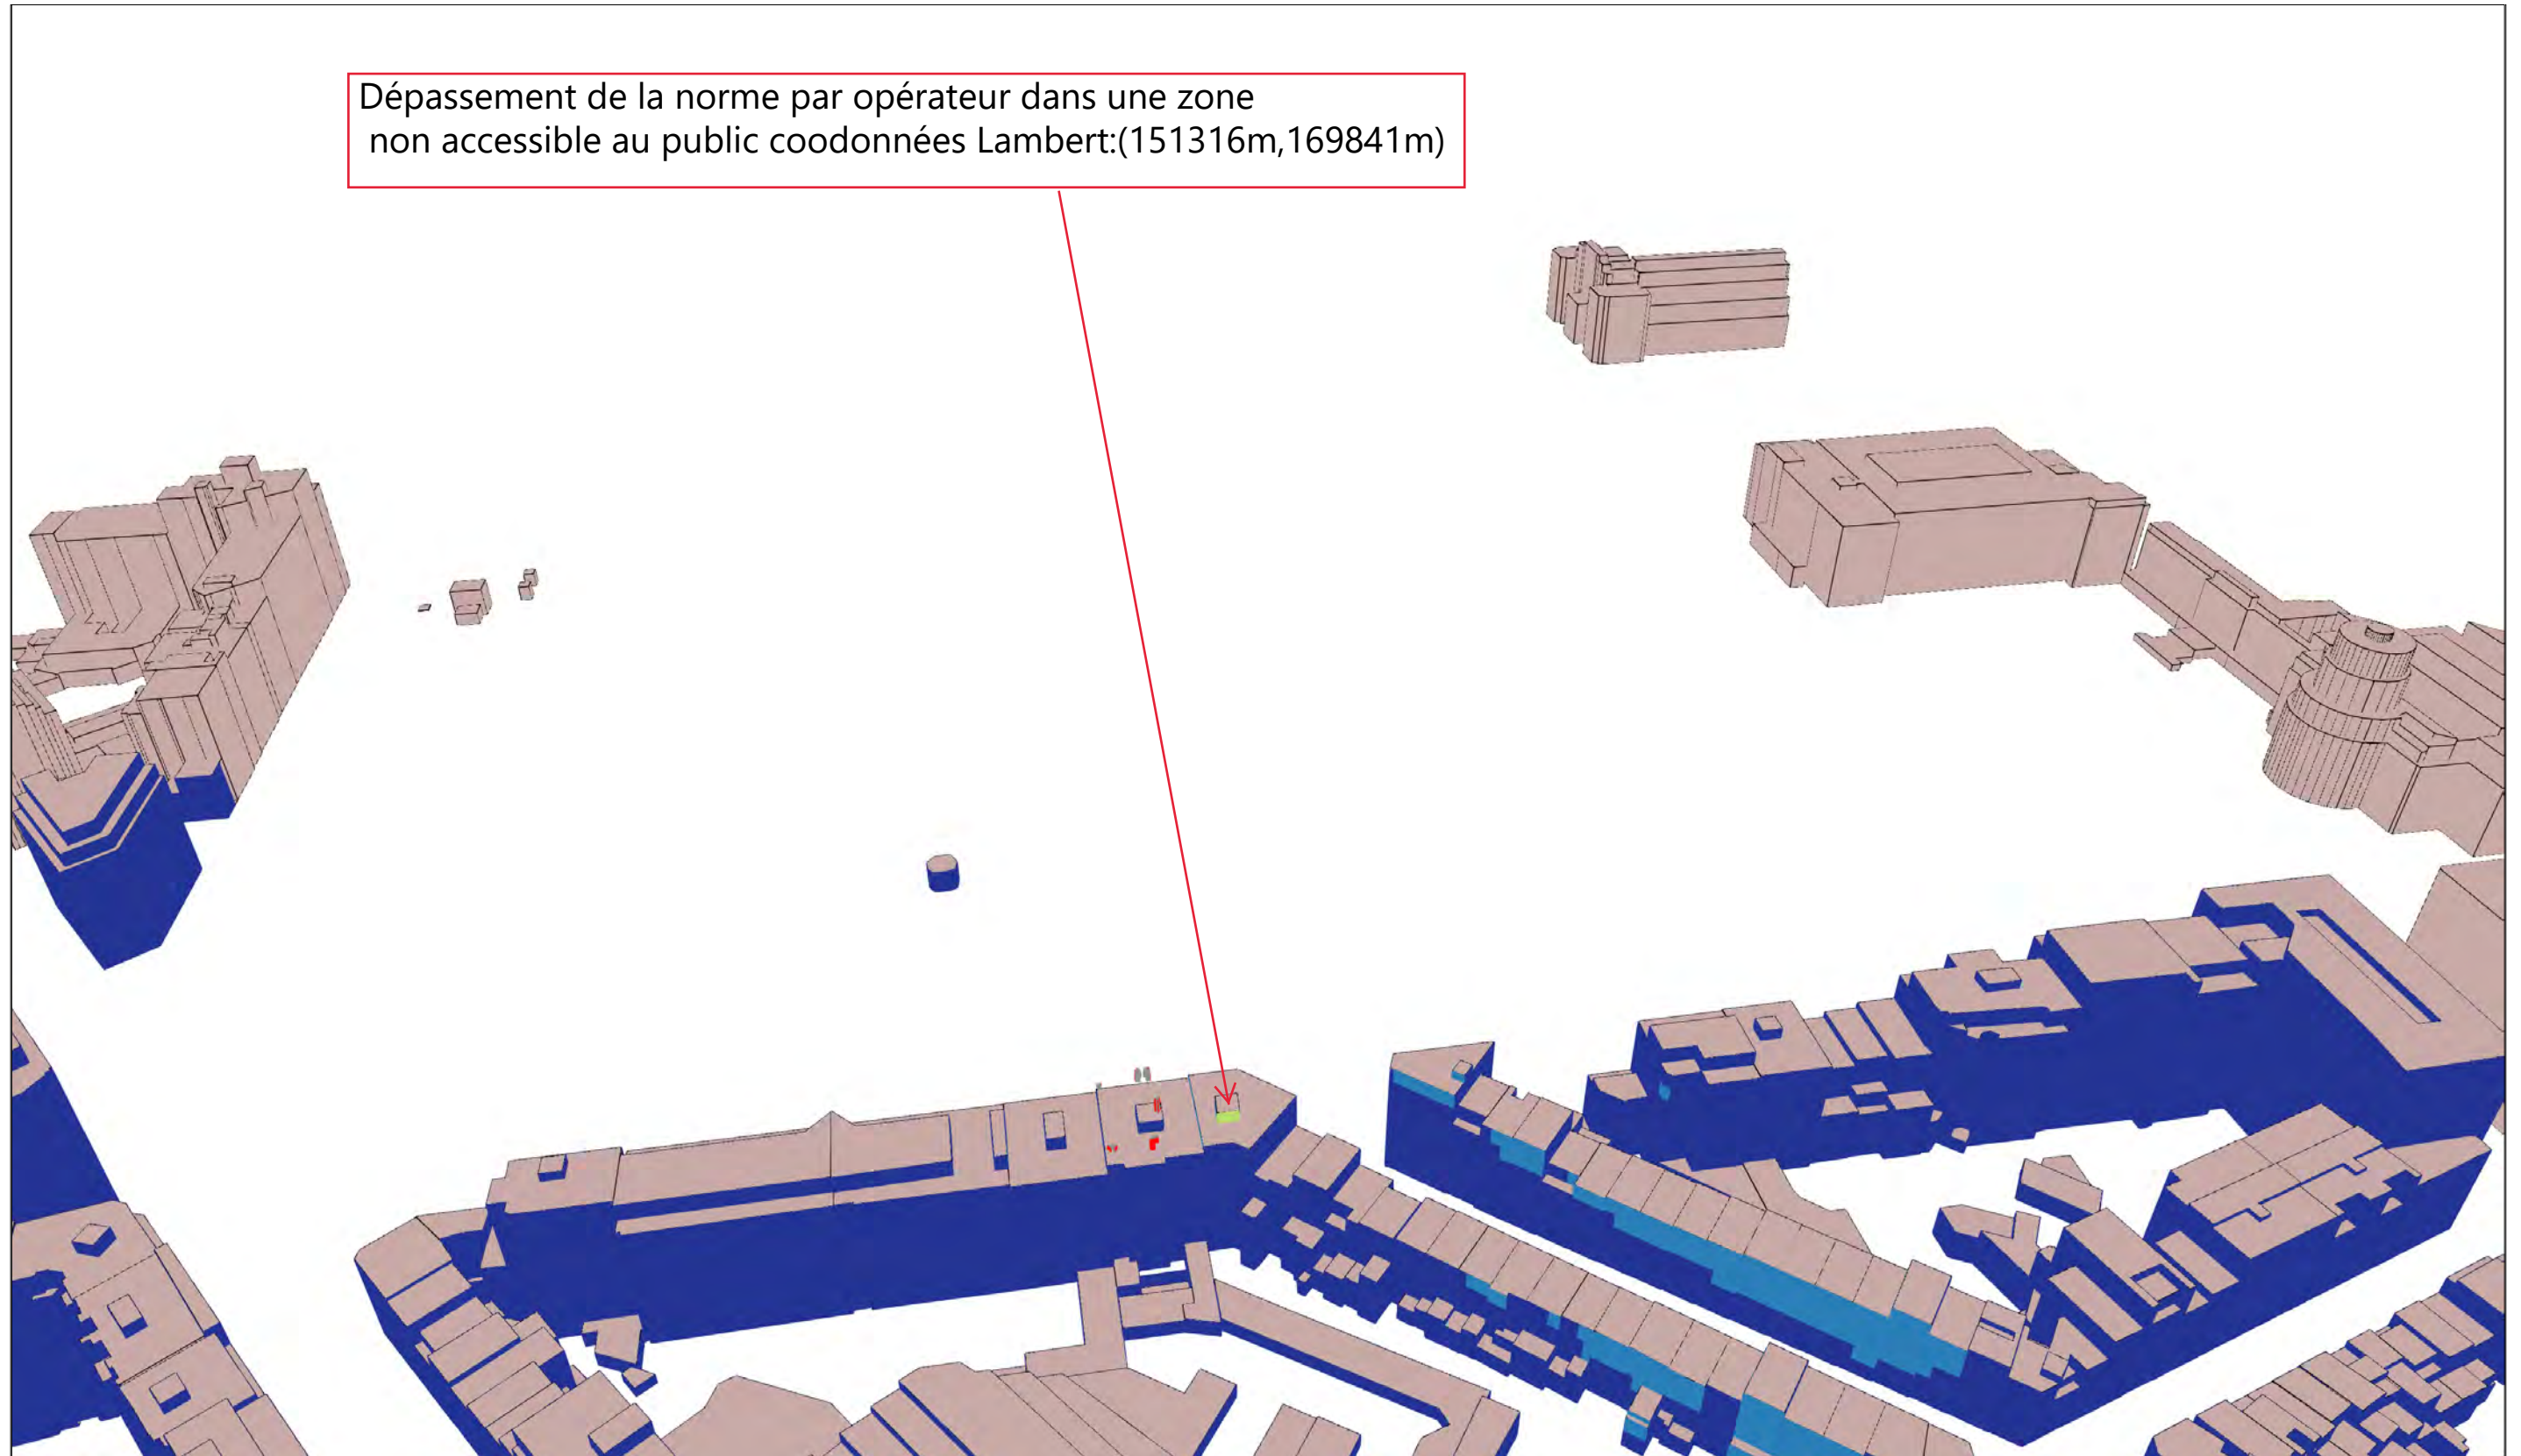 Dépassement de la norme par opérateur dans une zone
non accessible au public coodonnées Lambert:(151316m,169841m)